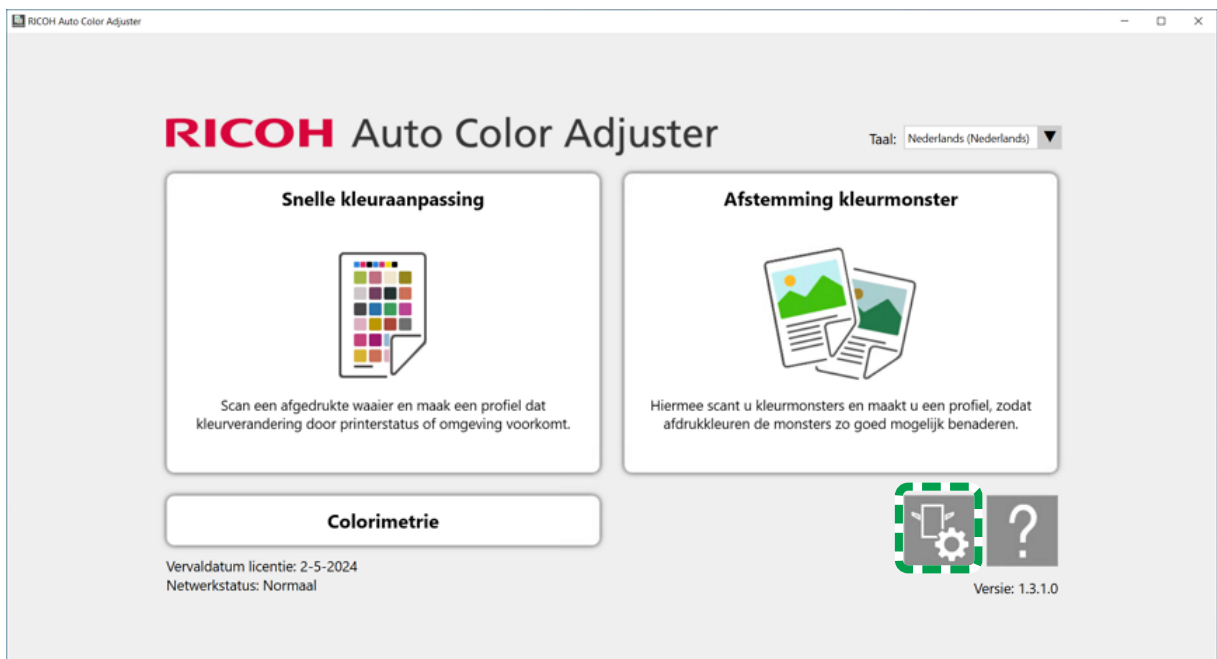 RICOH Auto Color Adjuster
RICOH Auto Color Adjuster
Taal: Nederlands (Nederlands)
Snelle kleuraanpassing
Scan een afgedrukte waaier en maak een profiel dat
kleurverandering door printerstatus of omgeving voorkomt.
Afstemming kleurmonster
Hiermee scant u kleurmonsters en maakt u een profiel, zodat
afdrukkleuren de monsters zo goed mogelijk benaderen.
Colorimetrie
?
Vervaldatum licentie: 2-5-2024
Netwerkstatus: Normaal
Versie: 1.3.1.0